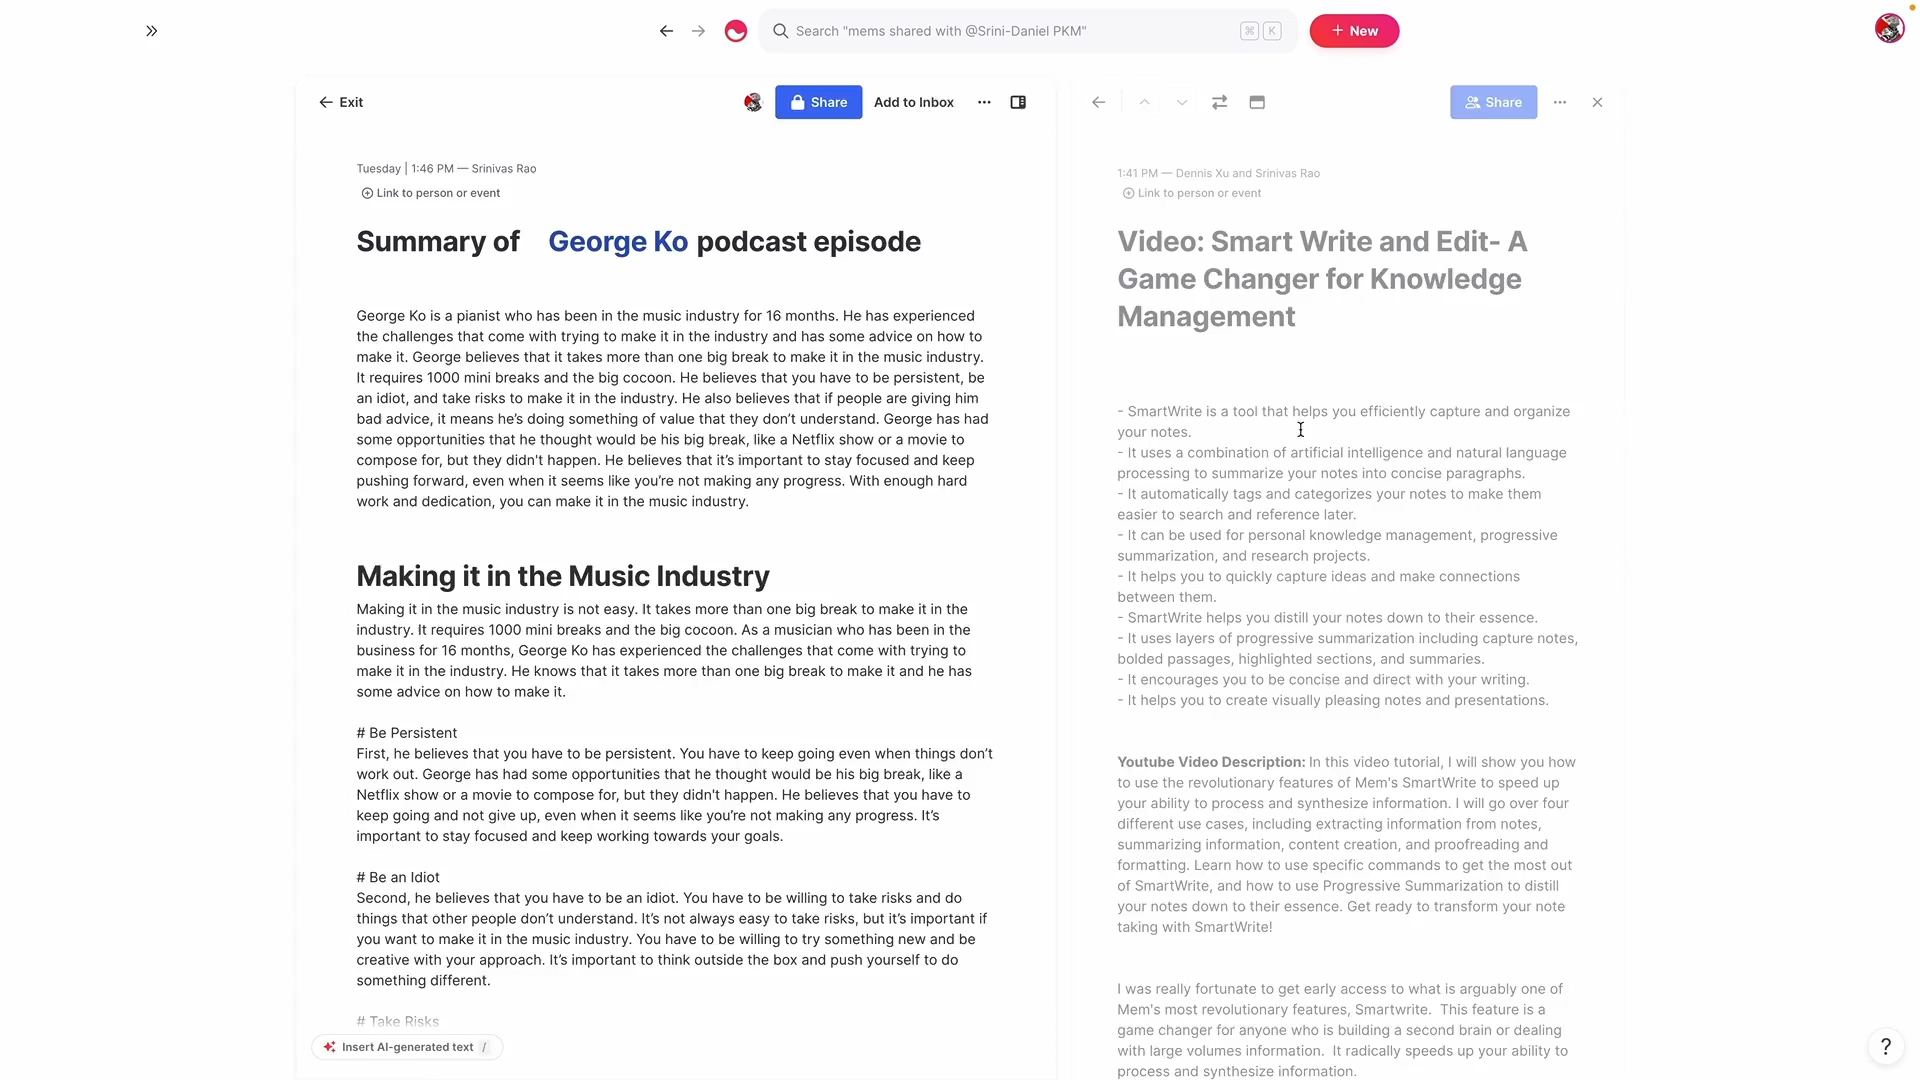 Search "mems shared with @Srini-Daniel PKM"
⌘ K
+ New
Exit
Share
Add to Inbox
Tuesday | 1:46 PM — Srinivas Rao
Link to person or event
Summary of George Ko podcast episode
George Ko is a pianist who has been in the music industry for 16 months. He has experienced
the challenges that come with trying to make it in the industry and has some advice on how to
make it. George believes that it takes more than one big break to make it in the music industry.
It requires 1000 mini breaks and the big cocoon. He believes that you have to be persistent, be
an idiot, and take risks to make it in the industry. He also believes that if people are giving him
bad advice, it means he’s doing something of value that they don’t understand. George has had
some opportunities that he thought would be his big break, like a Netflix show or a movie to
compose for, but they didn't happen. He believes that it’s important to stay focused and keep
pushing forward, even when it seems like you’re not making any progress. With enough hard
work and dedication, you can make it in the music industry.
Making it in the Music Industry
Making it in the music industry is not easy. It takes more than one big break to make it in the
industry. It requires 1000 mini breaks and the big cocoon. As a musician who has been in the
business for 16 months, George Ko has experienced the challenges that come with trying to
make it in the industry. He knows that it takes more than one big break to make it and he has
some advice on how to make it.
# Be Persistent
First, he believes that you have to be persistent. You have to keep going even when things don’t
work out. George has had some opportunities that he thought would be his big break, like a
Netflix show or a movie to compose for, but they didn't happen. He believes that you have to
keep going and not give up, even when it seems like you’re not making any progress. It’s
important to stay focused and keep working towards your goals.
# Be an Idiot
Second, he believes that you have to be an idiot. You have to be willing to take risks and do
things that other people don’t understand. It’s not always easy to take risks, but it’s important if
you want to make it in the music industry. You have to be willing to try something new and be
creative with your approach. It’s important to think outside the box and push yourself to do
something different.
# Take Risks
Insert AI-generated text /
Share
1:41 PM — Dennis Xu and Srinivas Rao
Link to person or event
Video: Smart Write and Edit- A
Game Changer for Knowledge
Management
- SmartWrite is a tool that helps you efficiently capture and organize
your notes.
- It uses a combination of artificial intelligence and natural language
processing to summarize your notes into concise paragraphs.
- It automatically tags and categorizes your notes to make them
easier to search and reference later.
- It can be used for personal knowledge management, progressive
summarization, and research projects.
- It helps you to quickly capture ideas and make connections
between them.
- SmartWrite helps you distill your notes down to their essence.
- It uses layers of progressive summarization including capture notes,
bolded passages, highlighted sections, and summaries.
- It encourages you to be concise and direct with your writing.
- It helps you to create visually pleasing notes and presentations.
Youtube Video Description: In this video tutorial, I will show you how
to use the revolutionary features of Mem's SmartWrite to speed up
your ability to process and synthesize information. I will go over four
different use cases, including extracting information from notes,
summarizing information, content creation, and proofreading and
formatting. Learn how to use specific commands to get the most out
of SmartWrite, and how to use Progressive Summarization to distill
your notes down to their essence. Get ready to transform your note
taking with SmartWrite!
I was really fortunate to get early access to what is arguably one of
Mem's most revolutionary features, Smartwrite. This feature is a
game changer for anyone who is building a second brain or dealing
with large volumes information. It radically speeds up your ability to
process and synthesize information.
?